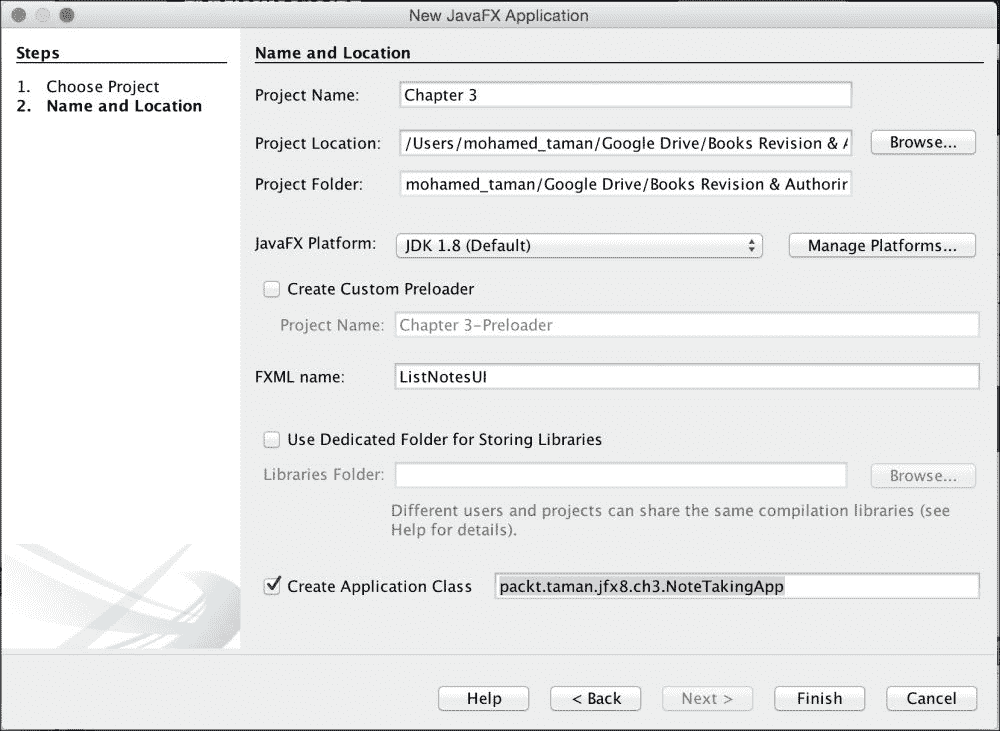 New JavaFX Application
Steps
1. Choose Project
2. Name and Location
Name and Location
Project Name: Chapter 3
Project Location: /Users/mohamed_taman/Google Drive/Books Revision & Browse...
Project Folder: mohamed_taman/Google Drive/Books Revision & Authorin
JavaFX Platform: JDK 1.8 (Default) Manage Platforms...
Create Custom Preloader
Project Name: Chapter 3-Preloader
FXML name: ListNotesUI
Use Dedicated Folder for Storing Libraries
Libraries Folder: Browse...
Different users and projects can share the same compilation libraries (see
Help for details).
Create Application Class packt.taman.jfx8.ch3.NoteTakingApp
Help < Back Next > Finish Cancel